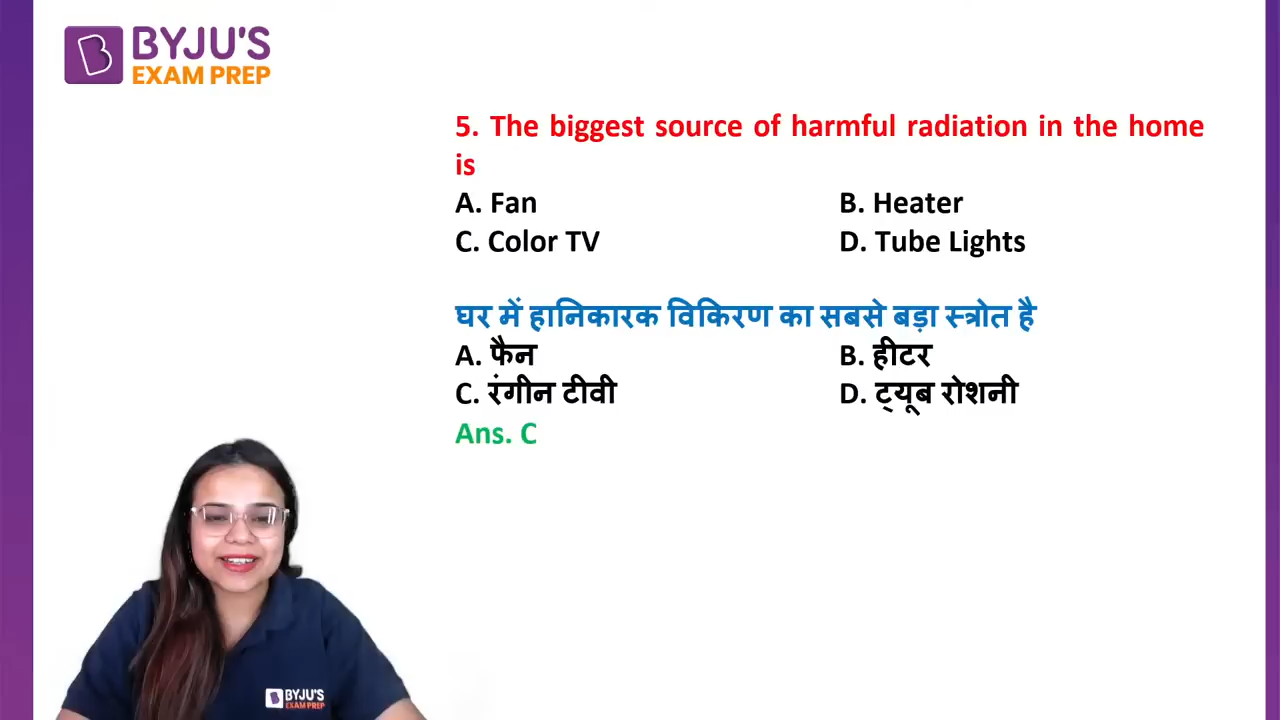 BYJU'S
EXAM PREP
5. The biggest source of harmful radiation in the home
is
A. Fan B. Heater
C. Color TV D. Tube Lights
घर में हानिकारक विकिरण का सबसे बड़ा स्त्रोत है
A. फैन B. हीटर
C. रंगीन टीवी D. ट्यूब रोशनी
Ans. C
BYJU'S
EXAM PREP